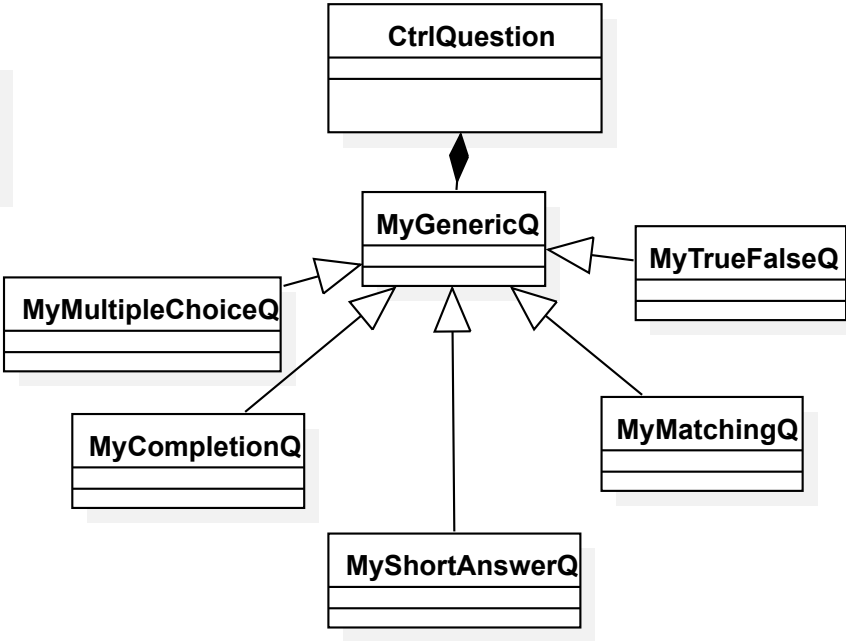 CtrlQuestion
MyGenericQ
MyTrueFalseQ
MyMultipleChoiceQ
MyCompletionQ
MyMatchingQ
MyShortAnswerQ